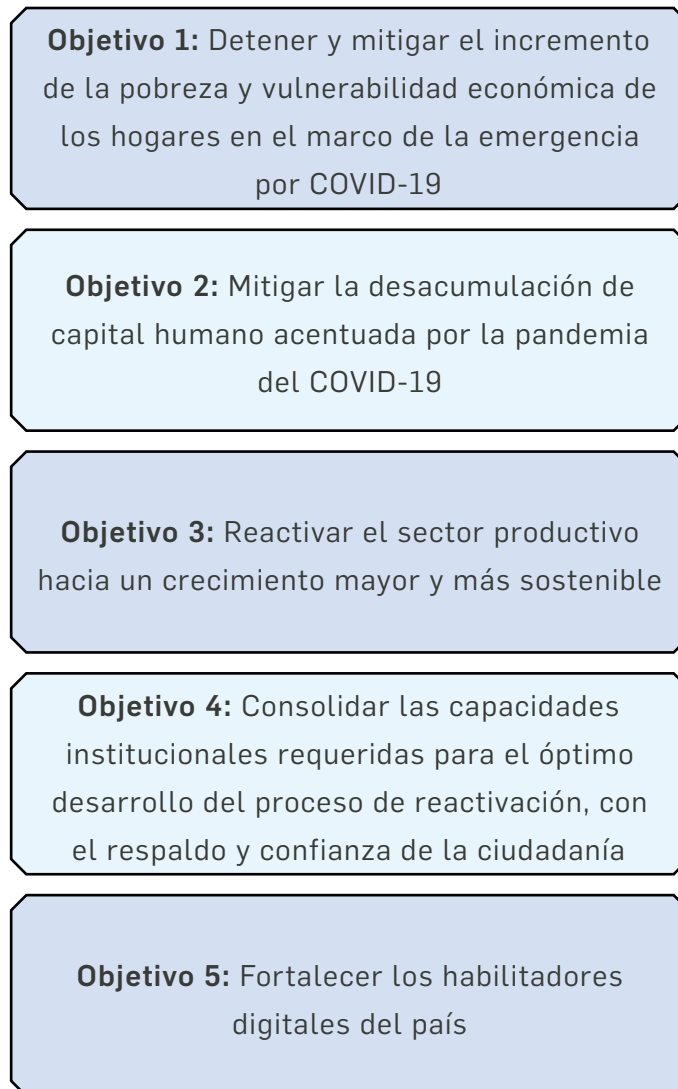 Objetivo 1: Detener y mitigar el incremento
de la pobreza y vulnerabilidad económica de
los hogares en el marco de la emergencia
por COVID-19
Objetivo 2: Mitigar la desacumulación de
capital humano acentuada por la pandemia
del COVID-19
Objetivo 3: Reactivar el sector productivo
hacia un crecimiento mayor y más sostenible
Objetivo 4: Consolidar las capacidades
institucionales requeridas para el óptimo
desarrollo del proceso de reactivación, con
el respaldo y confianza de la ciudadanía
Objetivo 5: Fortalecer los habilitadores
digitales del país